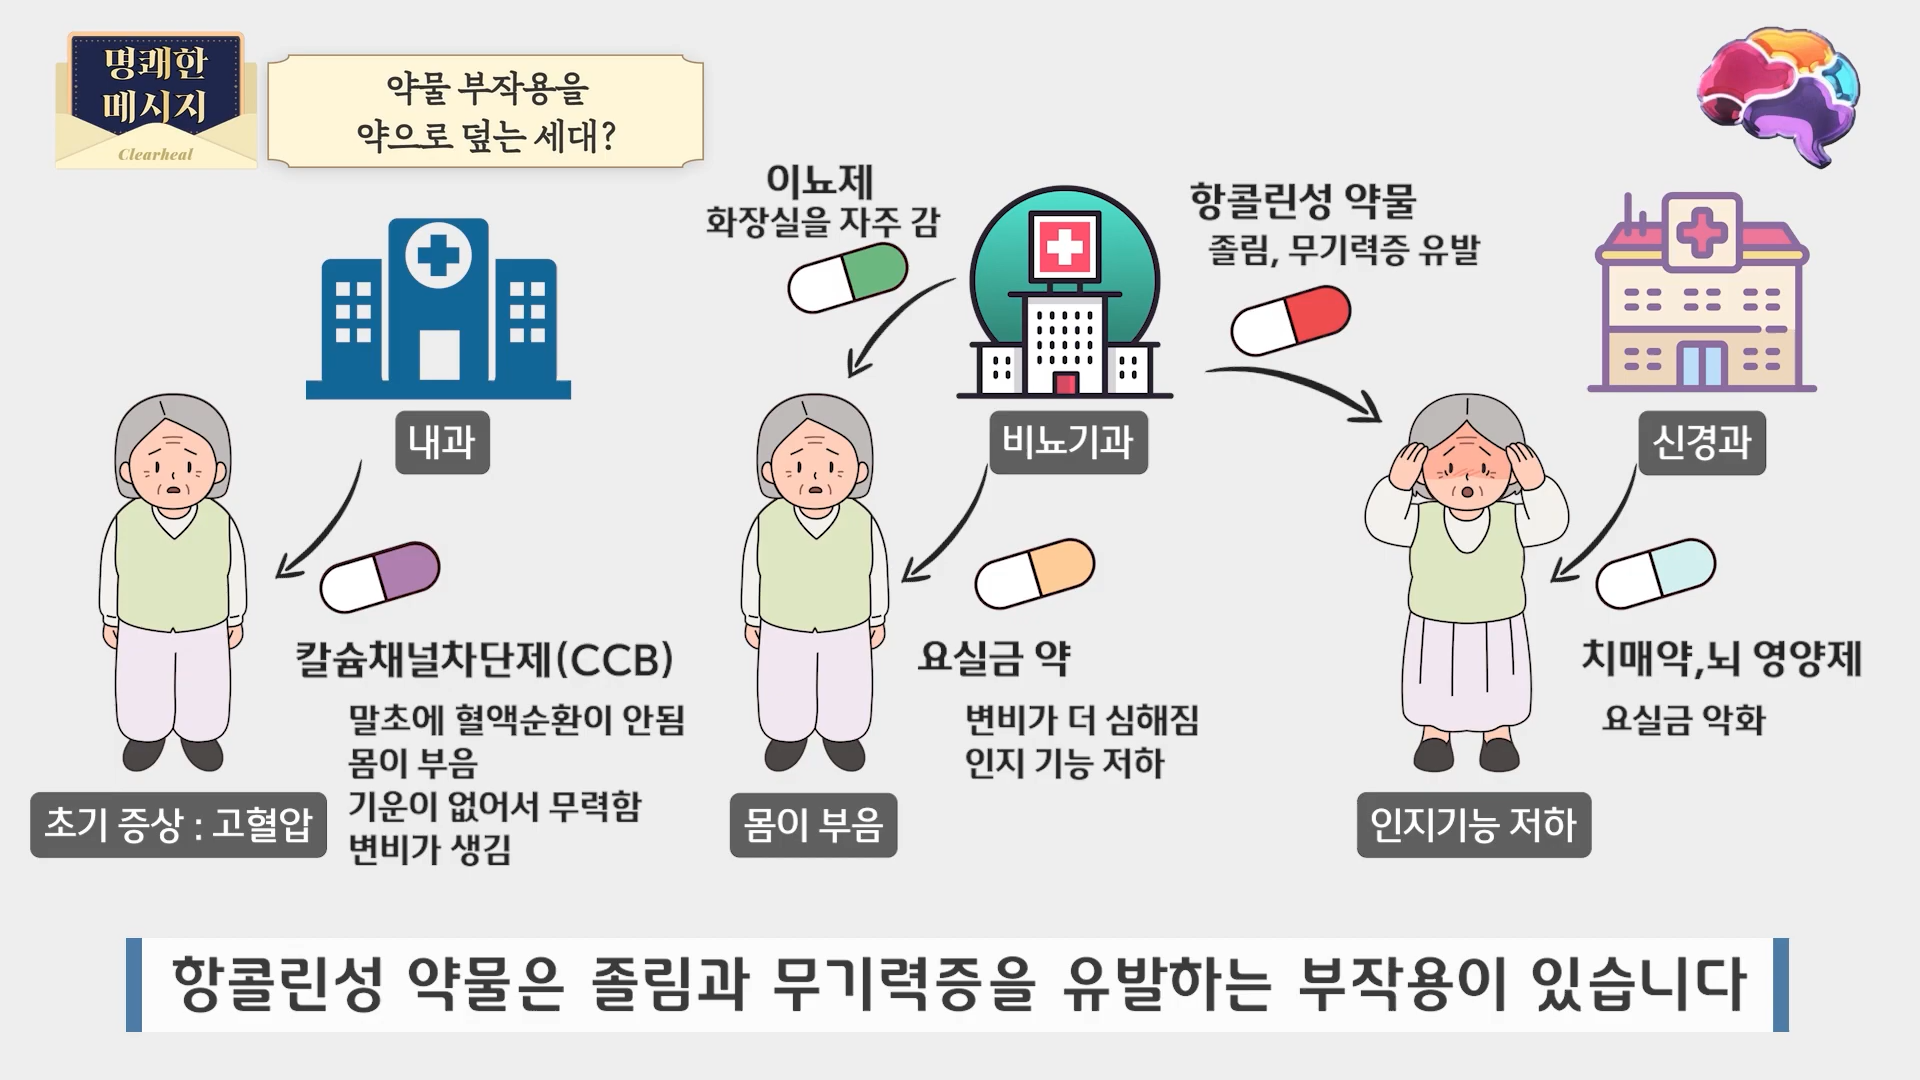 명쾌한
메시지
Clearheal
약물 부작용을
약으로 덮는 세대?
이뇨제
화장실을 자주 감
항콜린성 약물
졸림, 무기력증 유발
내과
비뇨기과
신경과
칼슘채널차단제(CCB)
말초에 혈액순환이 안됨
몸이 부음
기운이 없어서 무력함
변비가 생김
요실금 약
변비가 더 심해짐
인지 기능 저하
치매약,뇌 영양제
요실금 악화
초기 증상 : 고혈압
몸이 부음
인지기능 저하
항콜린성 약물은 졸림과 무기력증을 유발하는 부작용이 있습니다